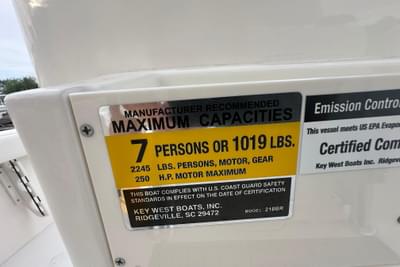 MANUFACTURER RECOMMENDED
MAXIMUM CAPACITIES
7 PERSONS OR 1019 LBS.
2245 LBS. PERSONS, MOTOR, GEAR
250 H.P. MOTOR MAXIMUM
THIS BOAT COMPLIES WITH U.S. COAST GUARD SAFETY
STANDARDS IN EFFECT ON THE DATE OF CERTIFICATION
KEY WEST BOATS, INC.
RIDGEVILLE, SC 29472
MODEL: 219BR
Emission Contro
This vessel meets US EPA Evapo
Certified Com
Key West Boats Inc. Ridgev